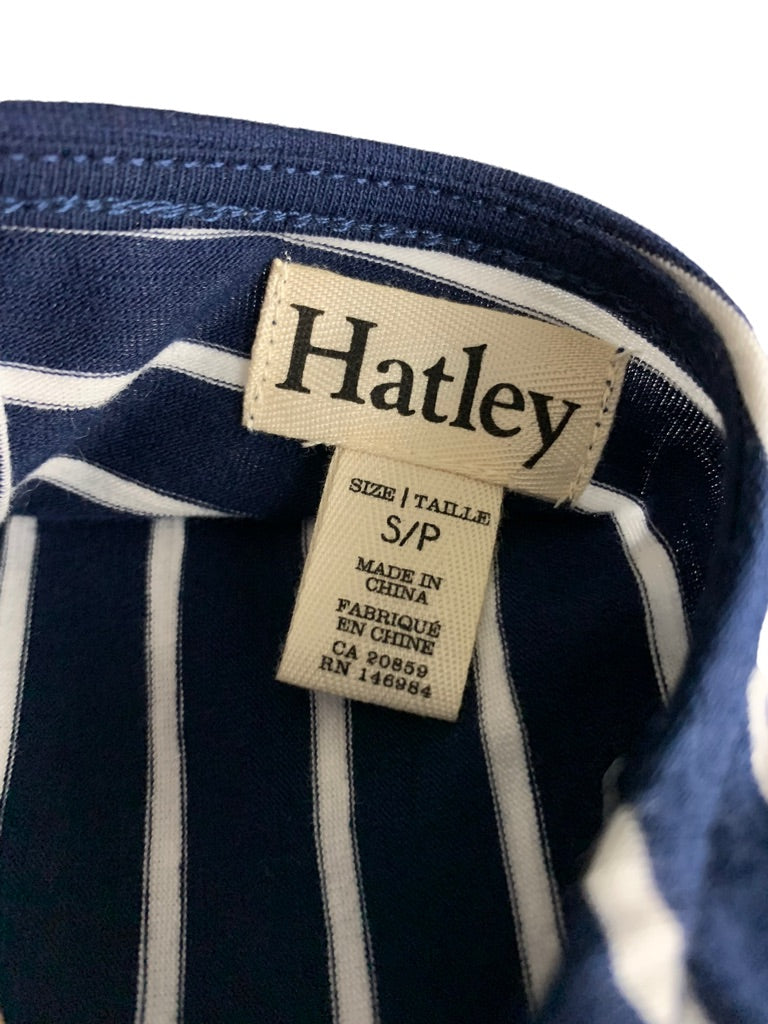 Hatley
SIZE | TAILLE
S/P
MADE IN
CHINA
FABRIQUÉ
EN CHINE
CA 20859
RN 146984